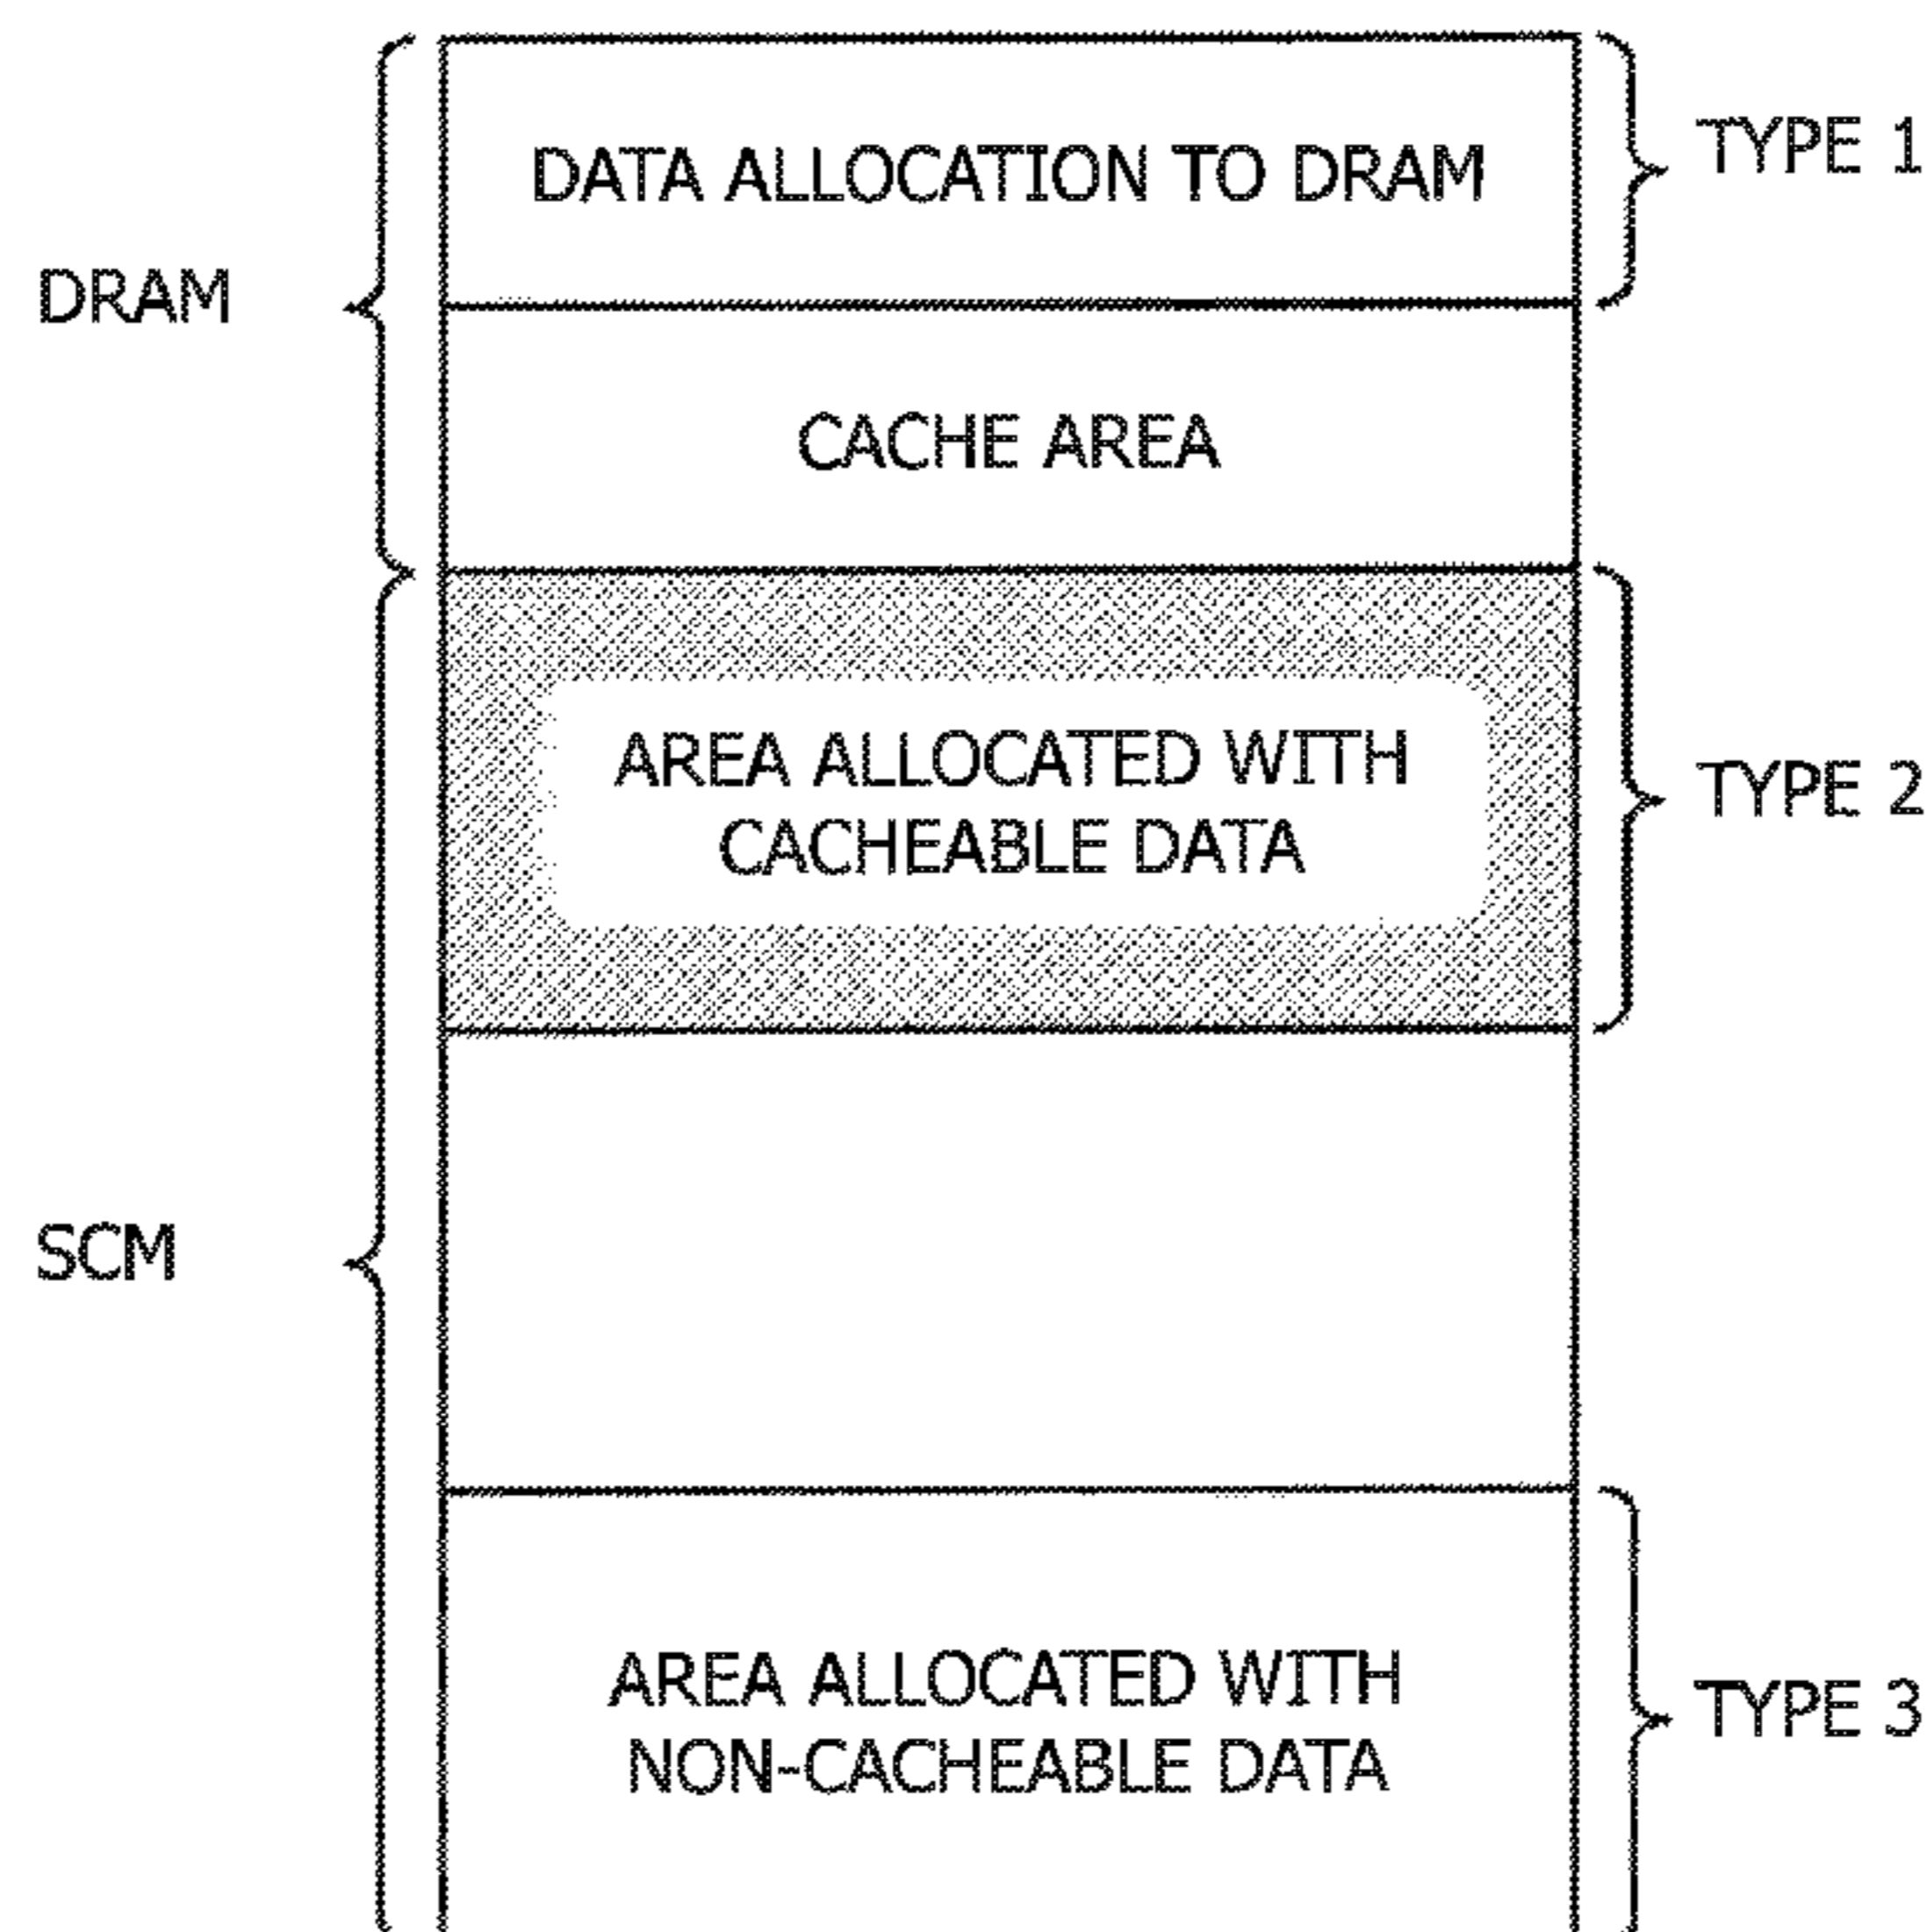 DATA ALLOCATION TO DRAM
TYPE 1
DRAM
CACHE AREA
AREA ALLOCATED WITH
CACHEABLE DATA
TYPE 2
SCM
AREA ALLOCATED WITH
NON-CACHEABLE DATA
TYPE 3